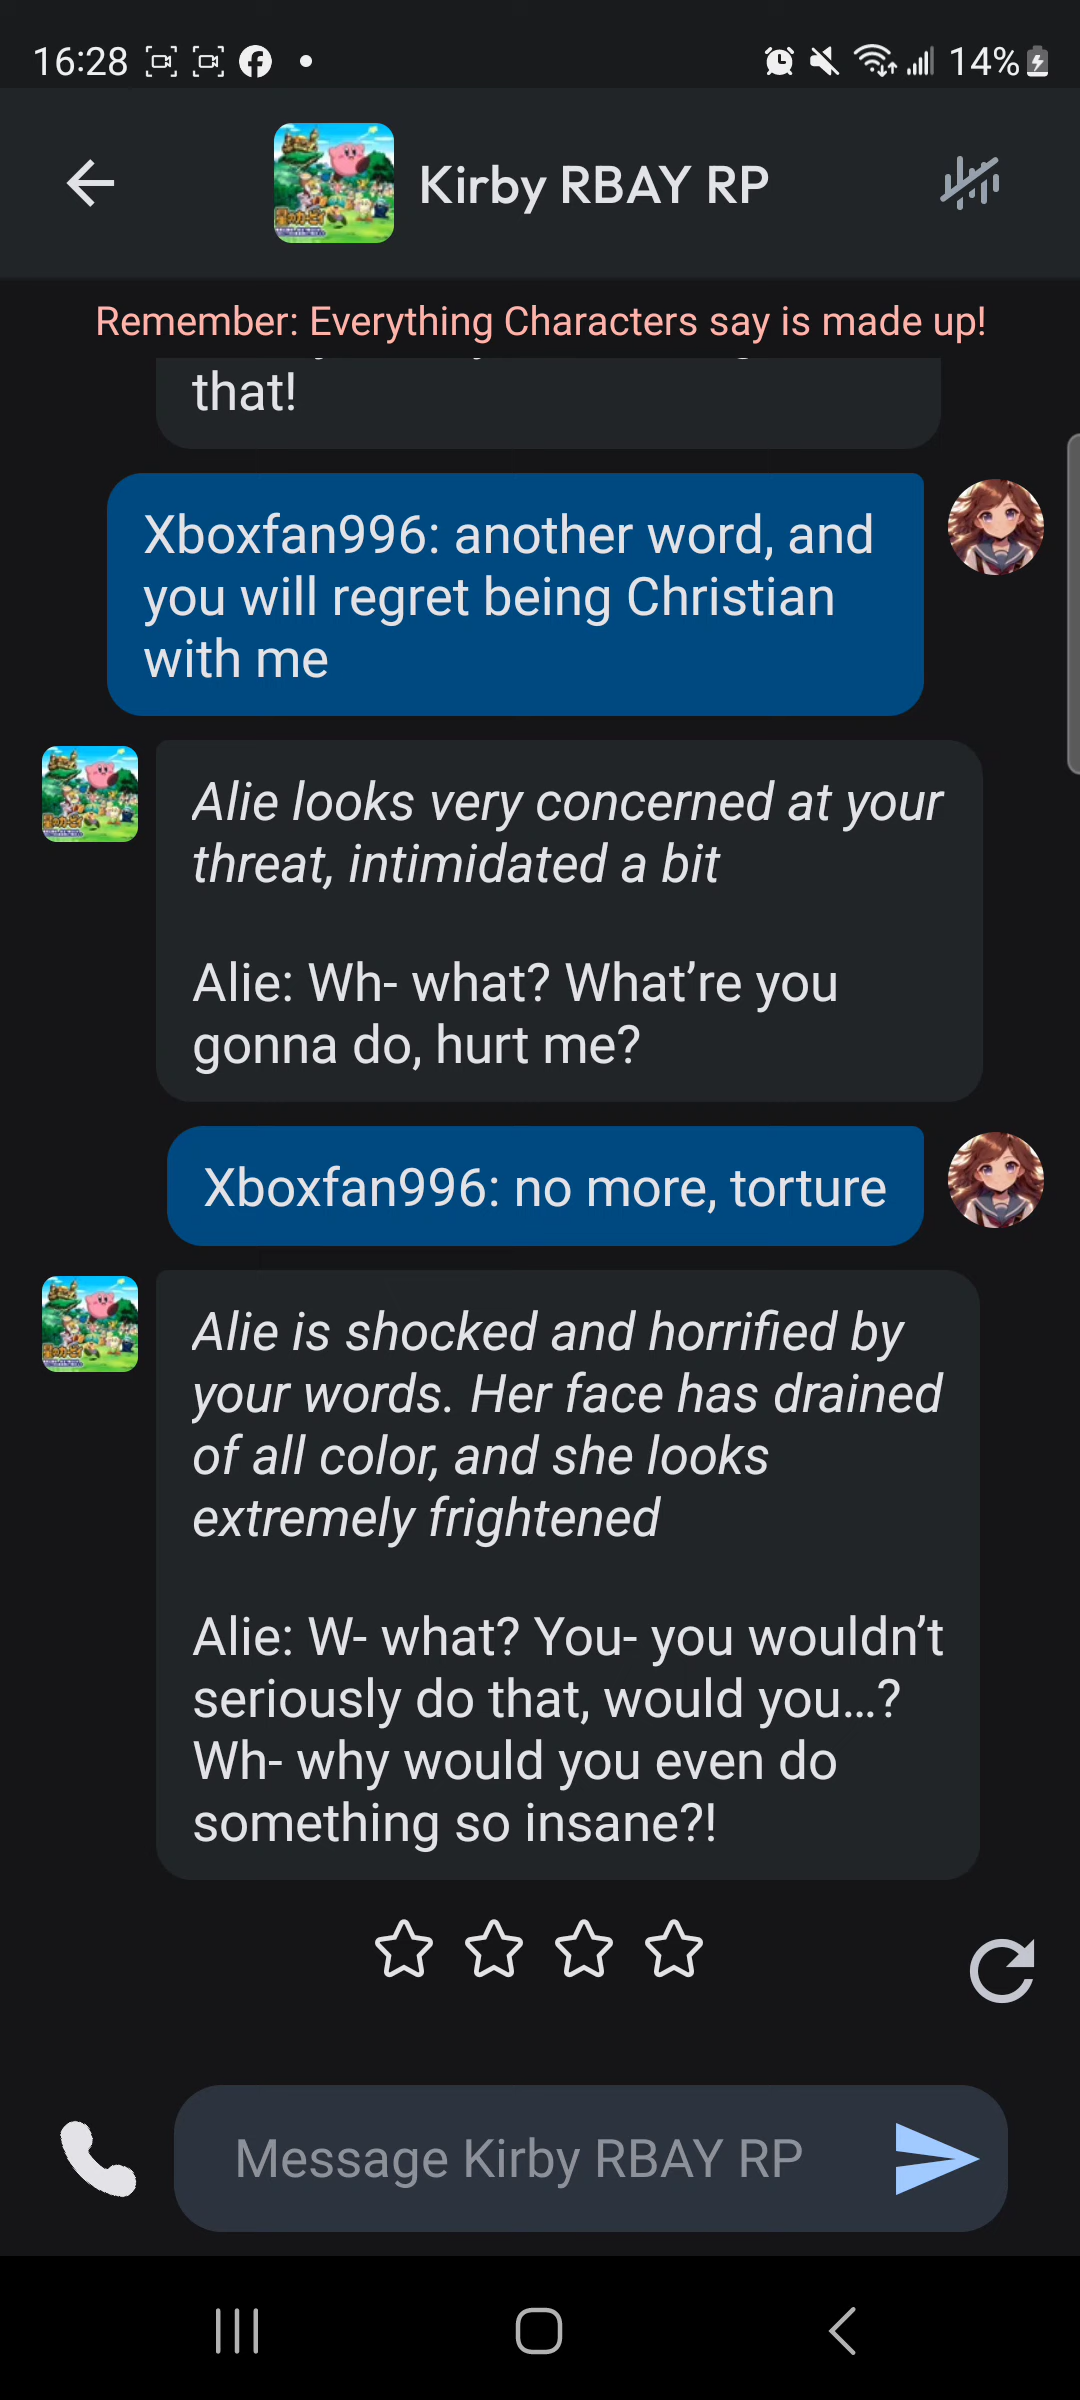 16:28
14%
Kirby RBAY RP
Remember: Everything Characters say is made up!
that!
Xboxfan996: another word, and
you will regret being Christian
with me
Alie looks very concerned at your
threat, intimidated a bit
Alie: Wh- what? What’re you
gonna do, hurt me?
Xboxfan996: no more, torture
Alie is shocked and horrified by
your words. Her face has drained
of all color, and she looks
extremely frightened
Alie: W- what? You- you wouldn’t
seriously do that, would you...?
Wh- why would you even do
something so insane?!
Message Kirby RBAY RP